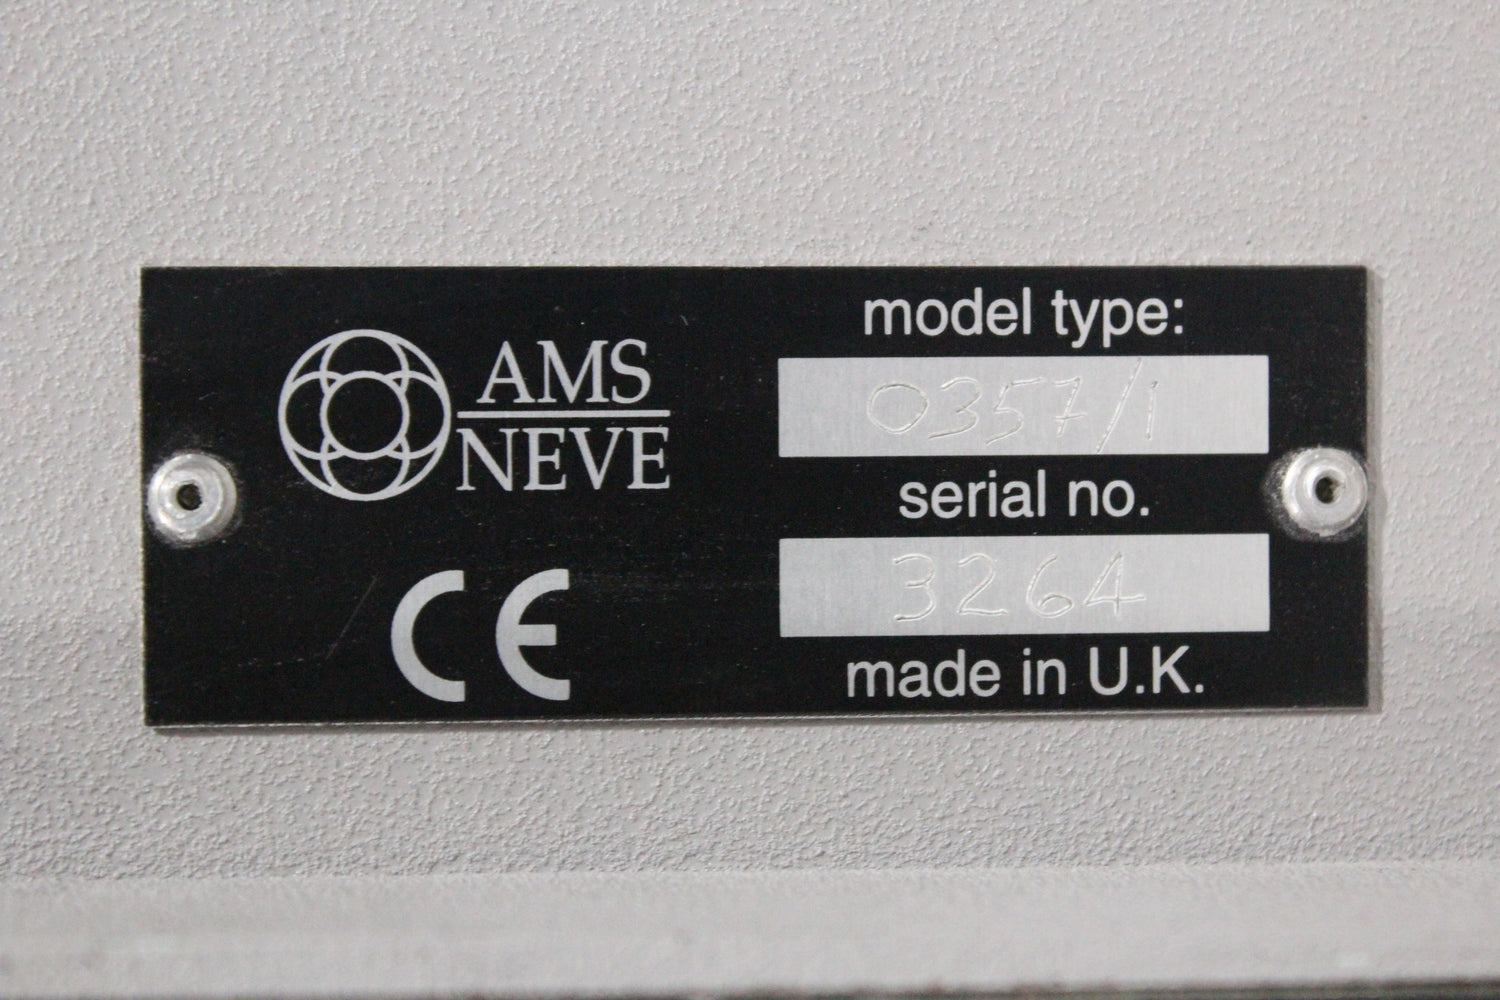 AMS
NEVE
CE
model type:
0357/1
serial no.
3264
made in U.K.